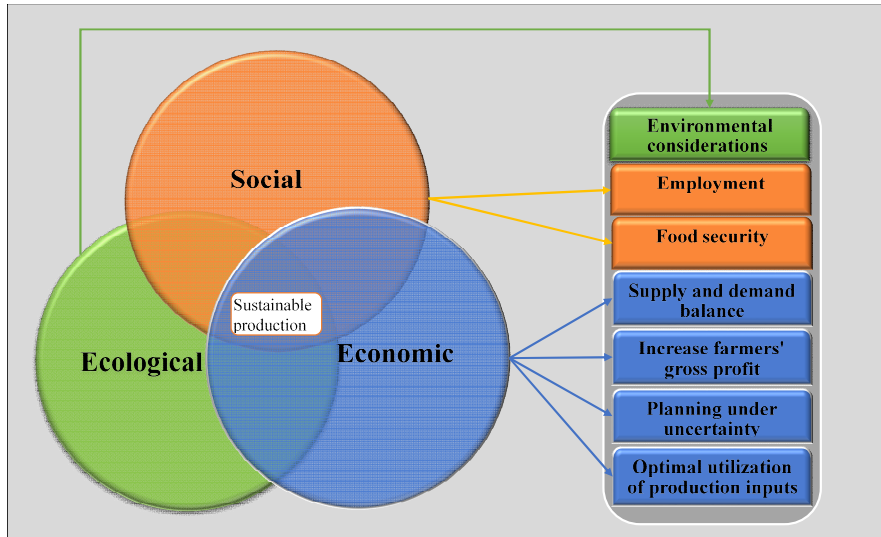 Social
Sustainable
production
Ecological
Economic
Environmental
considerations
Employment
Food security
Supply and demand
balance
Increase farmers'
gross profit
Planning under
uncertainty
Optimal utilization
of production inputs